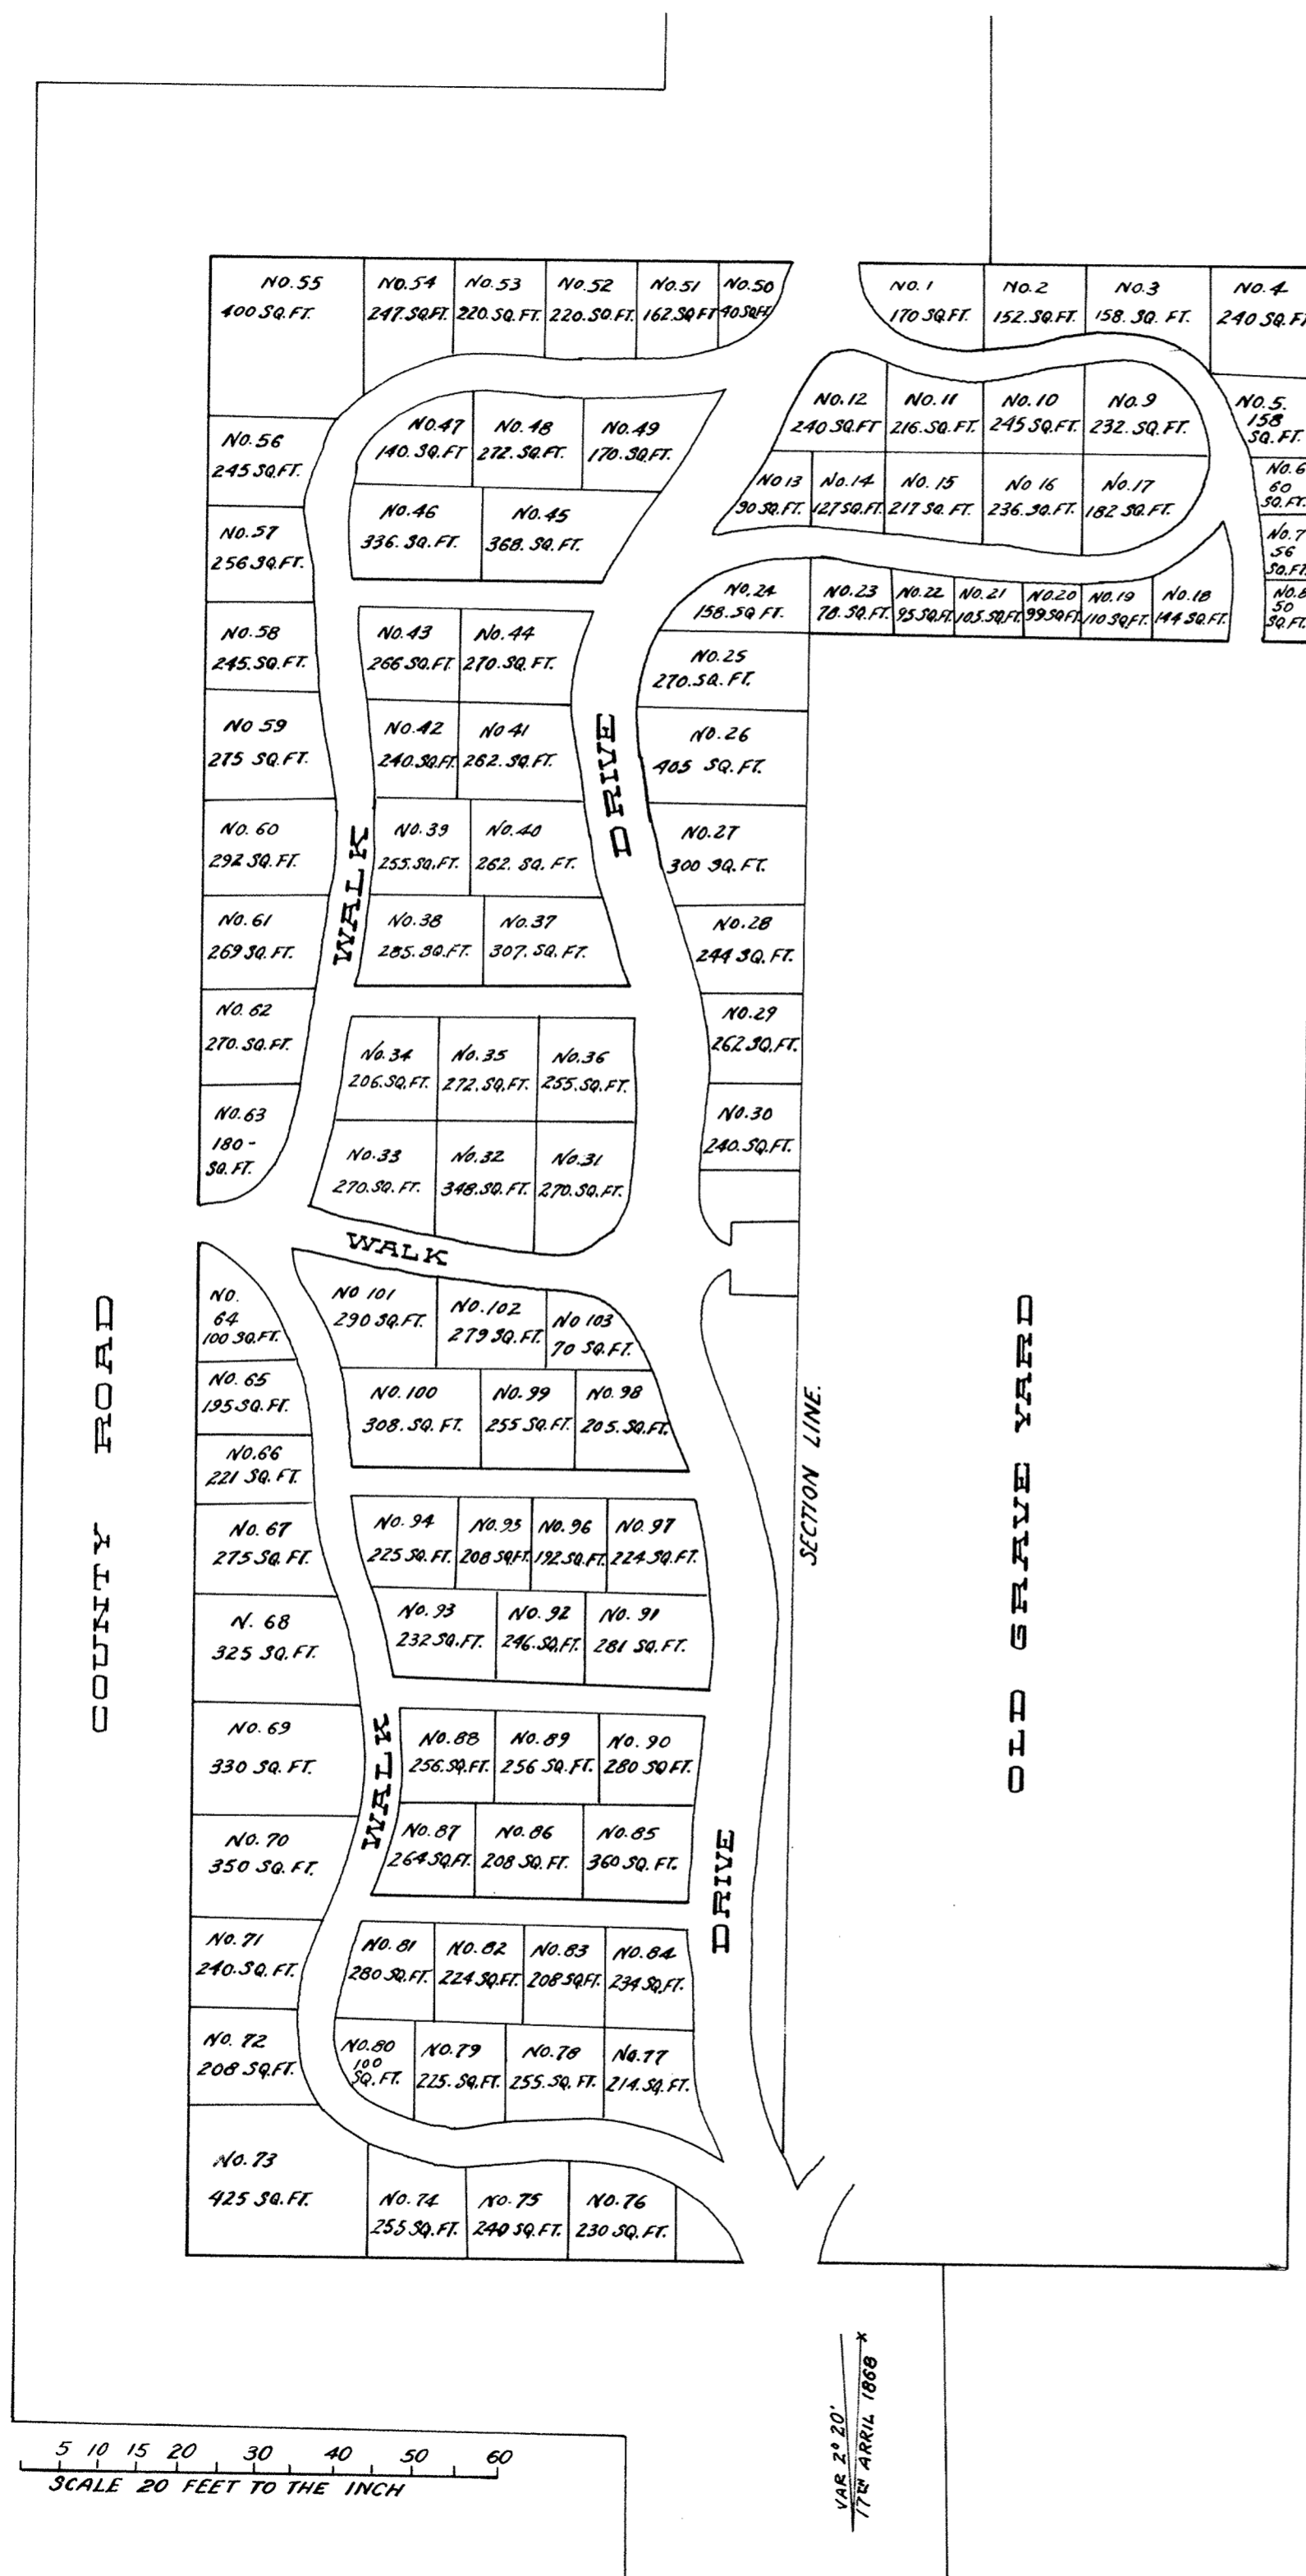 No. 55
400 SQ. FT.
No. 54
247. SQ. FT.
No. 53
220. SQ. FT.
No. 52
220. SQ. FT.
No. 51
162 SQ FT
No. 50
90 SQ FT
No. 1
170 SQ. FT.
No. 2
152. SQ. FT.
No. 3
158. SQ. FT.
No. 4
240 SQ. FT
No. 5.
158
SQ. FT.
No. 6
60
SQ. FT.
No. 7
56
SQ. FT.
No. 8
50
SQ. FT.
No. 12
240 SQ. FT
No. 11
216. SQ. FT.
No. 10
245 SQ. FT.
No. 9
232. SQ. FT.
No 13
90 SQ. FT.
No. 14
127 SQ. FT.
No. 15
217 SQ. FT.
No 16
236. SQ. FT.
No. 17
182 SQ. FT.
No. 24
158. SQ FT.
No. 23
78. SQ. FT.
No. 22
95 SQ. FT.
No. 21
105. SQ. FT.
No. 20
99 SQ FT.
No. 19
110 SQ. FT.
No. 18
144 SQ. FT.
No. 47
140. SQ. FT
No. 48
272. SQ. FT.
No. 49
170. SQ. FT.
No. 46
336. SQ. FT.
No. 45
368. SQ. FT.
No. 56
245 SQ. FT.
No. 57
256 SQ. FT.
No. 58
245. SQ. FT.
No 59
275 SQ. FT.
No. 60
292 SQ. FT.
No. 61
269 SQ. FT.
No. 62
270. SQ. FT.
No. 63
180 -
SQ. FT.
No. 43
266 SQ. FT
No. 44
270. SQ. FT.
No. 42
240. SQ. FT
No 41
262. SQ. FT.
No. 39
255. SQ. FT.
No. 40
262. SQ. FT.
No. 38
285. SQ. FT.
No. 37
307. SQ. FT.
WALK
DRIVE
No. 25
270. SQ. FT.
No. 26
405 SQ. FT.
No. 27
300 SQ. FT.
No. 28
244 SQ. FT.
No. 29
262 SQ. FT.
No. 30
240. SQ. FT.
No. 34
206. SQ. FT.
No. 35
272. SQ. FT.
No. 36
255. SQ. FT.
No. 33
270. SQ. FT.
No. 32
348. SQ. FT.
No. 31
270. SQ. FT.
WALK
No.
64
100 SQ. FT.
No. 65
195 SQ. FT.
No. 66
221 SQ. FT.
No. 67
275 SQ. FT.
N. 68
325 SQ. FT.
No. 69
330 SQ. FT.
No. 70
350 SQ. FT.
No. 71
240. SQ. FT.
No. 72
208 SQ. FT.
No. 73
425 SQ. FT.
No 101
290 SQ. FT.
No. 102
279 SQ. FT.
No 103
70 SQ. FT.
No. 100
308. SQ. FT.
No. 99
255 SQ. FT.
No. 98
205. SQ. FT.
No. 94
225 SQ. FT.
No. 95
208 SQ FT.
No. 96
192 SQ. FT.
No. 97
224 SQ. FT.
No. 93
232 SQ. FT.
No. 92
246. SQ. FT.
No. 91
281 SQ. FT.
No. 88
256. SQ. FT.
No. 89
256 SQ. FT.
No. 90
280 SQ FT.
No. 87
264 SQ. FT.
No. 86
208 SQ. FT.
No. 85
360 SQ. FT.
No. 81
280 SQ. FT.
No. 82
224 SQ. FT.
No. 83
208 SQ. FT.
No. 84
234 SQ. FT.
No. 80
100
SQ. FT.
No. 79
225. SQ. FT.
No. 78
255. SQ. FT.
No. 77
214. SQ. FT.
No. 74
255 SQ. FT.
No. 75
240 SQ. FT.
No. 76
230 SQ. FT.
WALK
DRIVE
COUNTY ROAD
SECTION LINE.
OLD GRAVE YARD
5 10 15 20 30 40 50 60
SCALE 20 FEET TO THE INCH
VAR 2° 20'
17TH ARRIL 1868